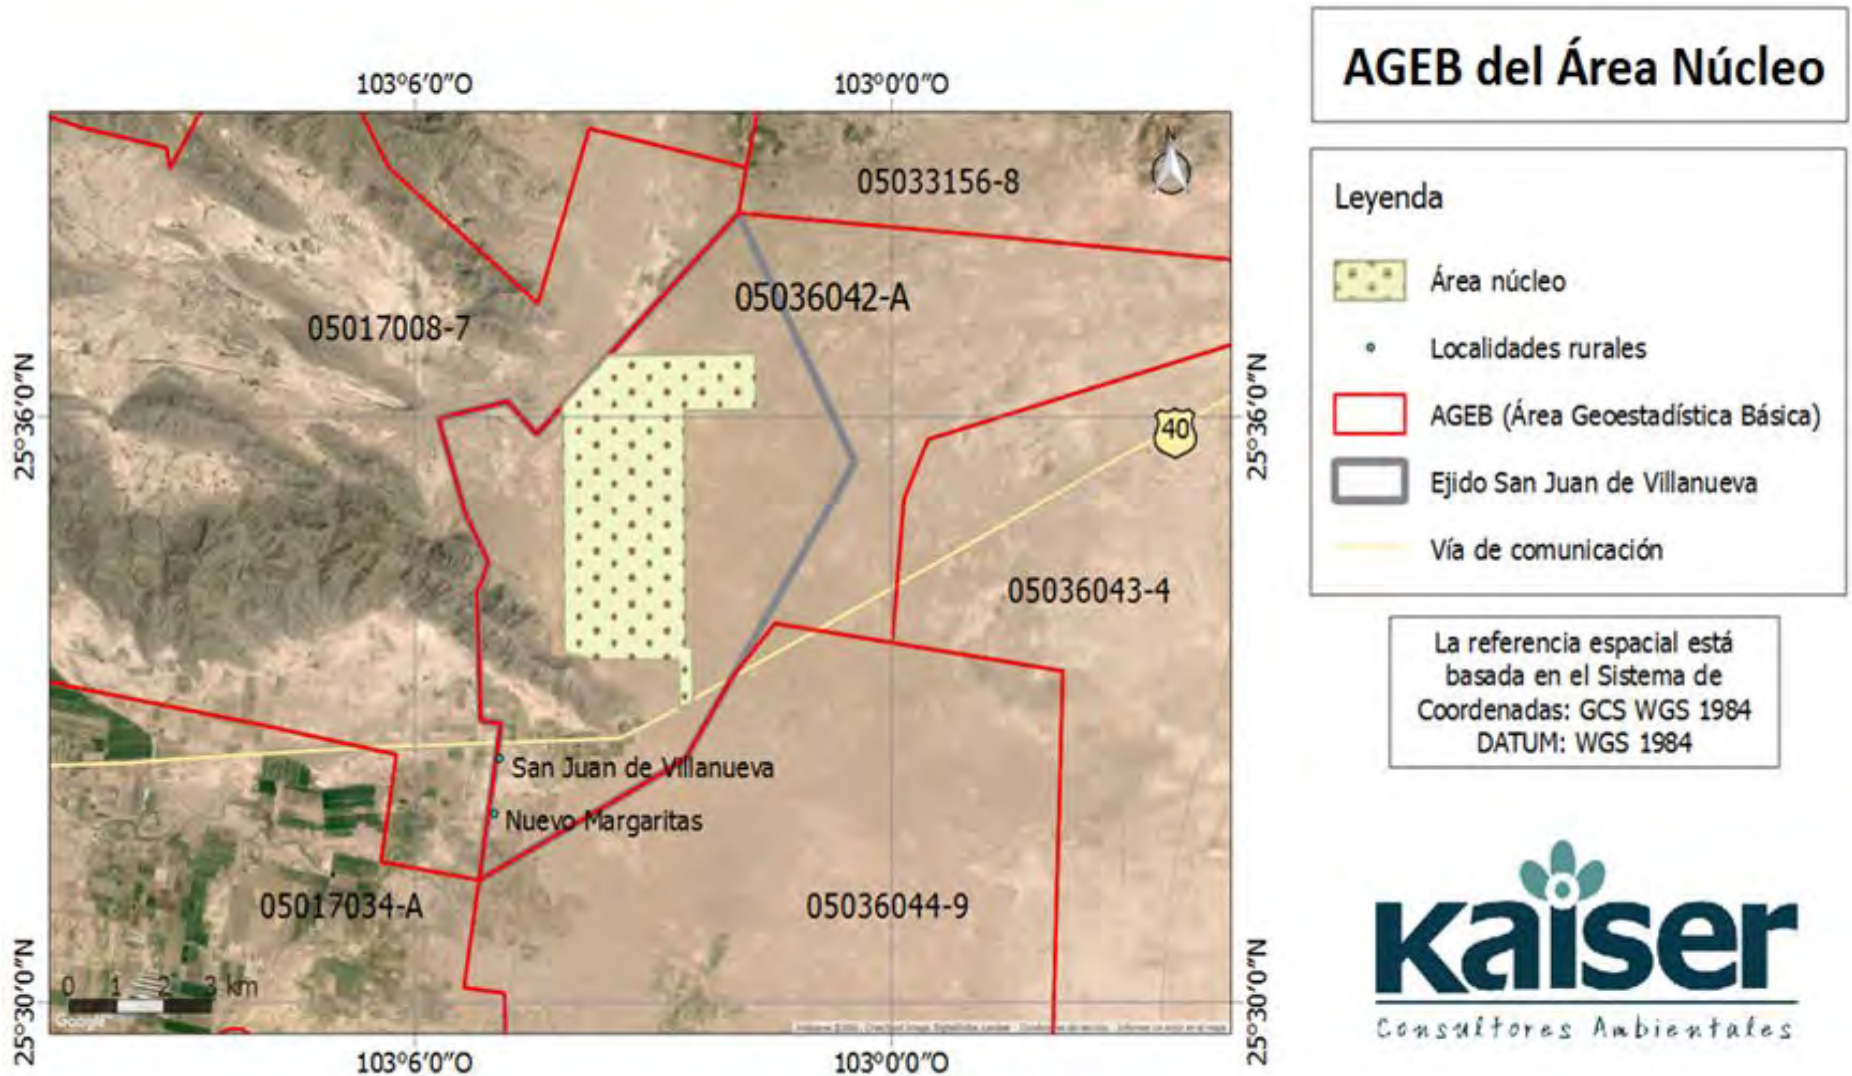 AGEB del Área Núcleo
103°6'0"O
103°0'0"O
05033156-8
05036042-A
05017008-7
25°36'0"N
25°36'0"N
40
05036043-4
San Juan de Villanueva
Nuevo Margaritas
05017034-A
05036044-9
0 1 2 3 km
Google
25°30'0"N
25°30'0"N
103°6'0"O
103°0'0"O
N
Leyenda
Área núcleo
Localidades rurales
AGEB (Área Geoestadística Básica)
Ejido San Juan de Villanueva
Vía de comunicación
La referencia espacial está
basada en el Sistema de
Coordenadas: GCS WGS 1984
DATUM: WGS 1984
Kaiser
Consultores Ambientales